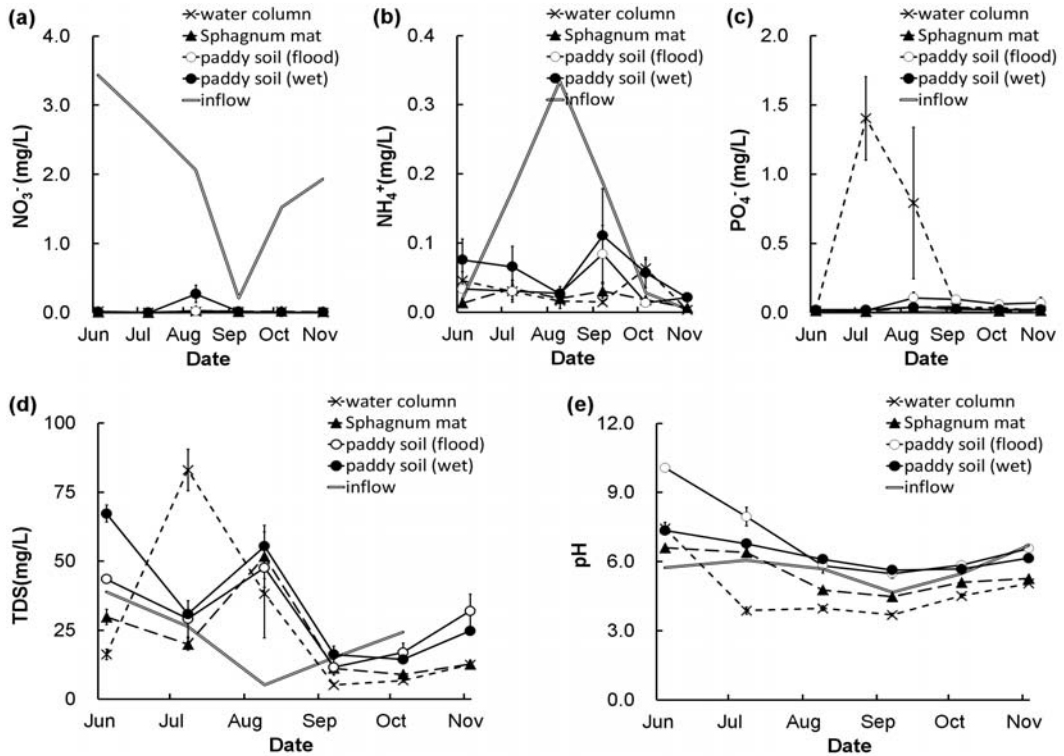 (a)
water column
Sphagnum mat
paddy soil (flood)
paddy soil (wet)
inflow
4.0
3.0
2.0
1.0
0.0
NO₃⁻ (mg/L)
Jun Jul Aug Sep Oct Nov
Date
(b)
water column
Sphagnum mat
paddy soil (flood)
paddy soil (wet)
inflow
0.4
0.3
0.2
0.1
0.0
NH₄⁺(mg/L)
Jun Jul Aug Sep Oct Nov
Date
(c)
water column
Sphagnum mat
paddy soil (flood)
paddy soil (wet)
inflow
2.0
1.5
1.0
0.5
0.0
PO₄⁻ (mg/L)
Jun Jul Aug Sep Oct Nov
Date
(d)
water column
Sphagnum mat
paddy soil (flood)
paddy soil (wet)
inflow
100
75
50
25
0
TDS(mg/L)
Jun Jul Aug Sep Oct Nov
Date
(e)
water column
Sphagnum mat
paddy soil (flood)
paddy soil (wet)
inflow
12.0
9.0
6.0
3.0
0.0
pH
Jun Jul Aug Sep Oct Nov
Date